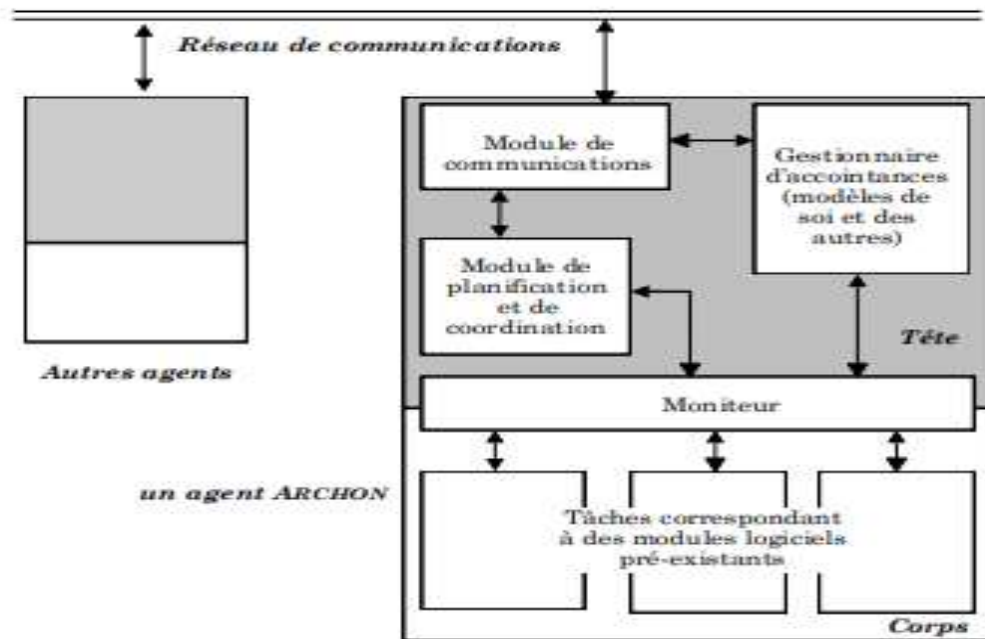 Réseau de communications
Module de
communications
Gestionnaire
d'accointances
(modèles de
soi et des
autres)
Module de
planification
et de
coordination
Téte
Autres agents
Moniteur
un agent ARCHON
Tâches correspondant
à des modules logiciels
pré-existants
Corps